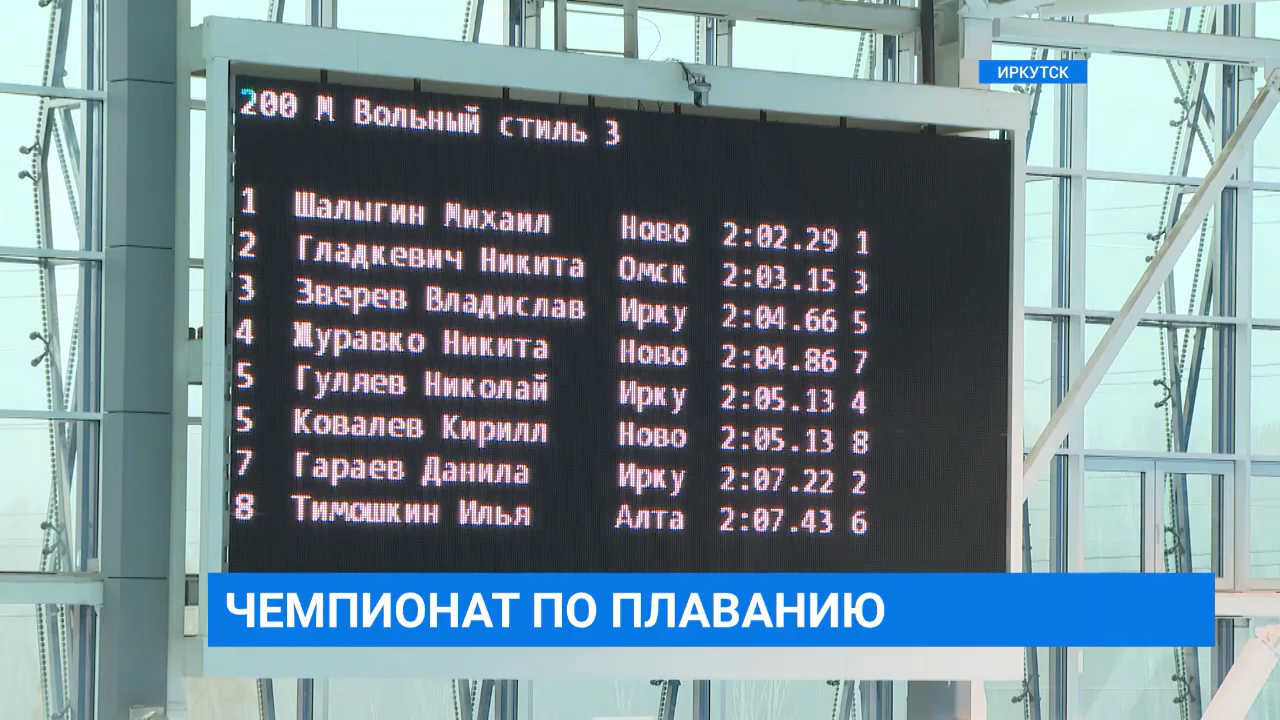 ИРКУТСК
200 М Вольный стиль 3
1 Шалыгин Михаил Ново 2:02.29 1
2 Гладкевич Никита Омск 2:03.15 3
3 Зверев Владислав Ирку 2:04.66 5
4 Журавко Никита Ново 2:04.86 7
5 Гуляев Николай Ирку 2:05.13 4
5 Ковалев Кирилл Ново 2:05.13 8
7 Гараев Данила Ирку 2:07.22 2
8 Тимошкин Илья Алта 2:07.43 6
ЧЕМПИОНАТ ПО ПЛАВАНИЮ